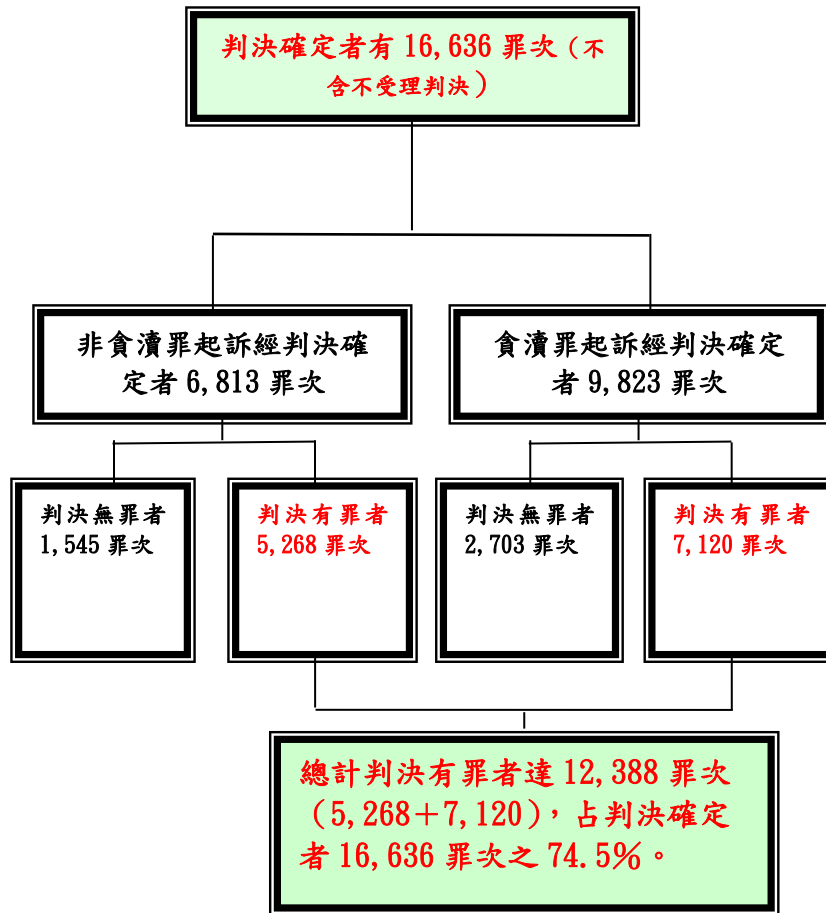 判決確定者有 16,636 罪次（不
含不受理判決）
非貪瀆罪起訴經判決確
定者 6,813 罪次
貪瀆罪起訴經判決確定
者 9,823 罪次
判決無罪者
1,545 罪次
判決有罪者
5,268 罪次
判決無罪者
2,703 罪次
判決有罪者
7,120 罪次
總計判決有罪者達 12,388 罪次
（5,268＋7,120），占判決確定
者 16,636 罪次之 74.5％。